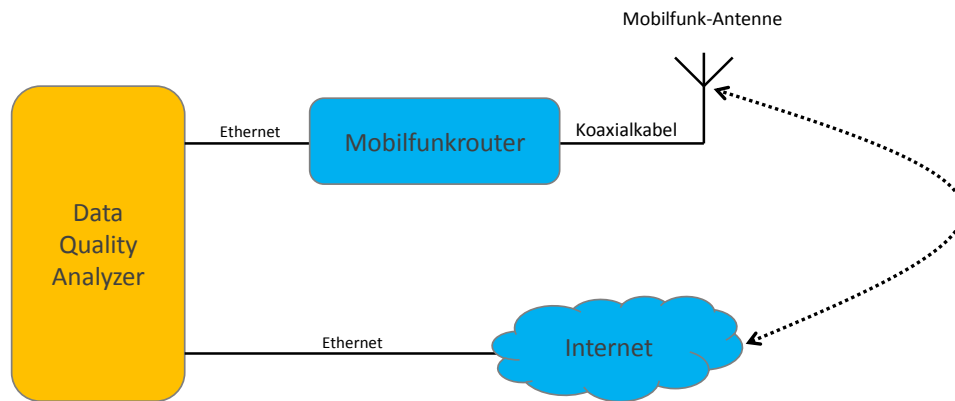 Mobilfunk-Antenne
Ethernet
Mobilfunkrouter
Koaxialkabel
Data
Quality
Analyzer
Ethernet
Internet